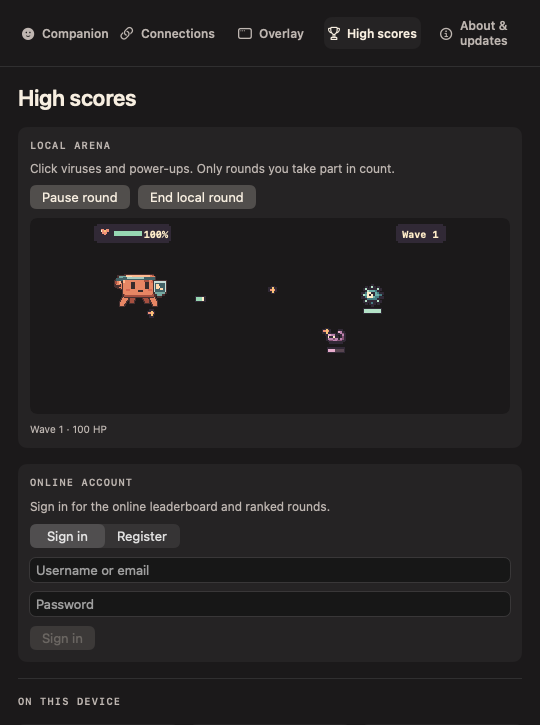 Companion
Connections
Overlay
High scores
About &
updates
High scores
LOCAL ARENA
Click viruses and power-ups. Only rounds you take part in count.
Pause round
End local round
100%
Wave 1
Wave 1 · 100 HP
ONLINE ACCOUNT
Sign in for the online leaderboard and ranked rounds.
Sign in
Register
Username or email
Password
Sign in
ON THIS DEVICE